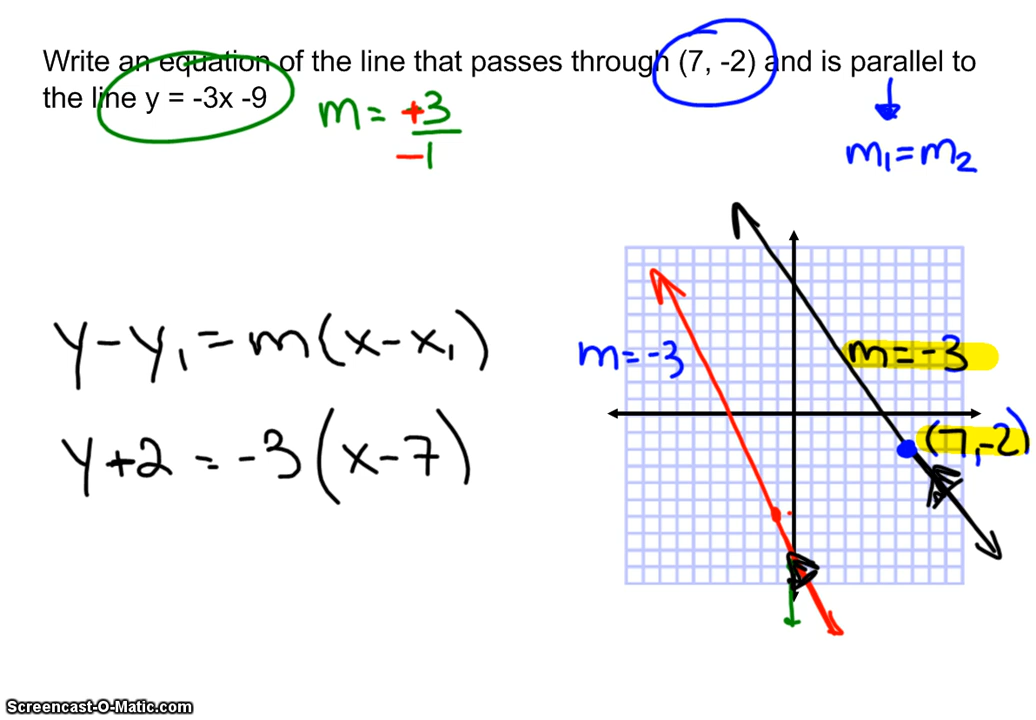 Write an equation of the line that passes through (7, -2) and is parallel to
the line y = -3x -9
m = +3
-1
m₁=m₂
y-y₁=m(x-x₁)
m=-3
m=-3
y+2=-3(x-7)
(7,-2)
Screencast-O-Matic.com